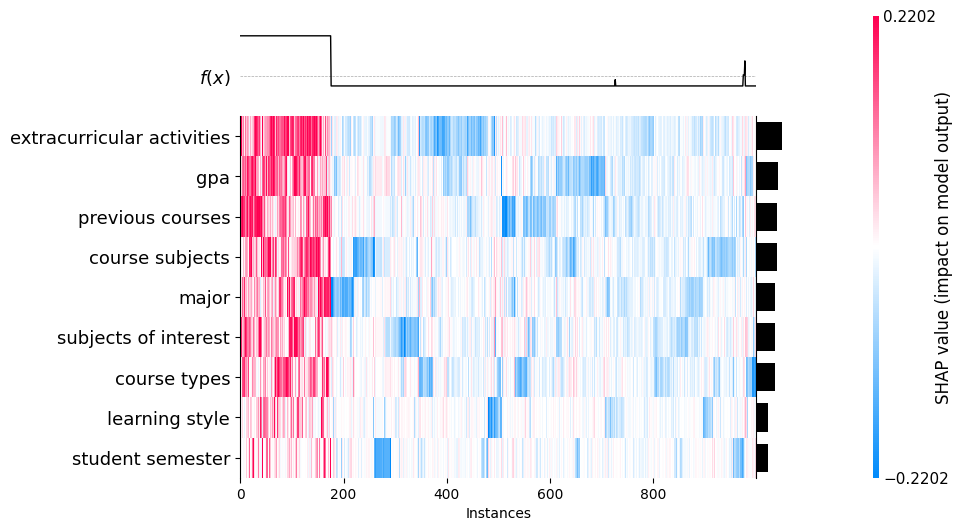 0.2202
f(x)
extracurricular activities
gpa
previous courses
course subjects
major
subjects of interest
course types
learning style
student semester
0 200 400 600 800
Instances
−0.2202
SHAP value (impact on model output)